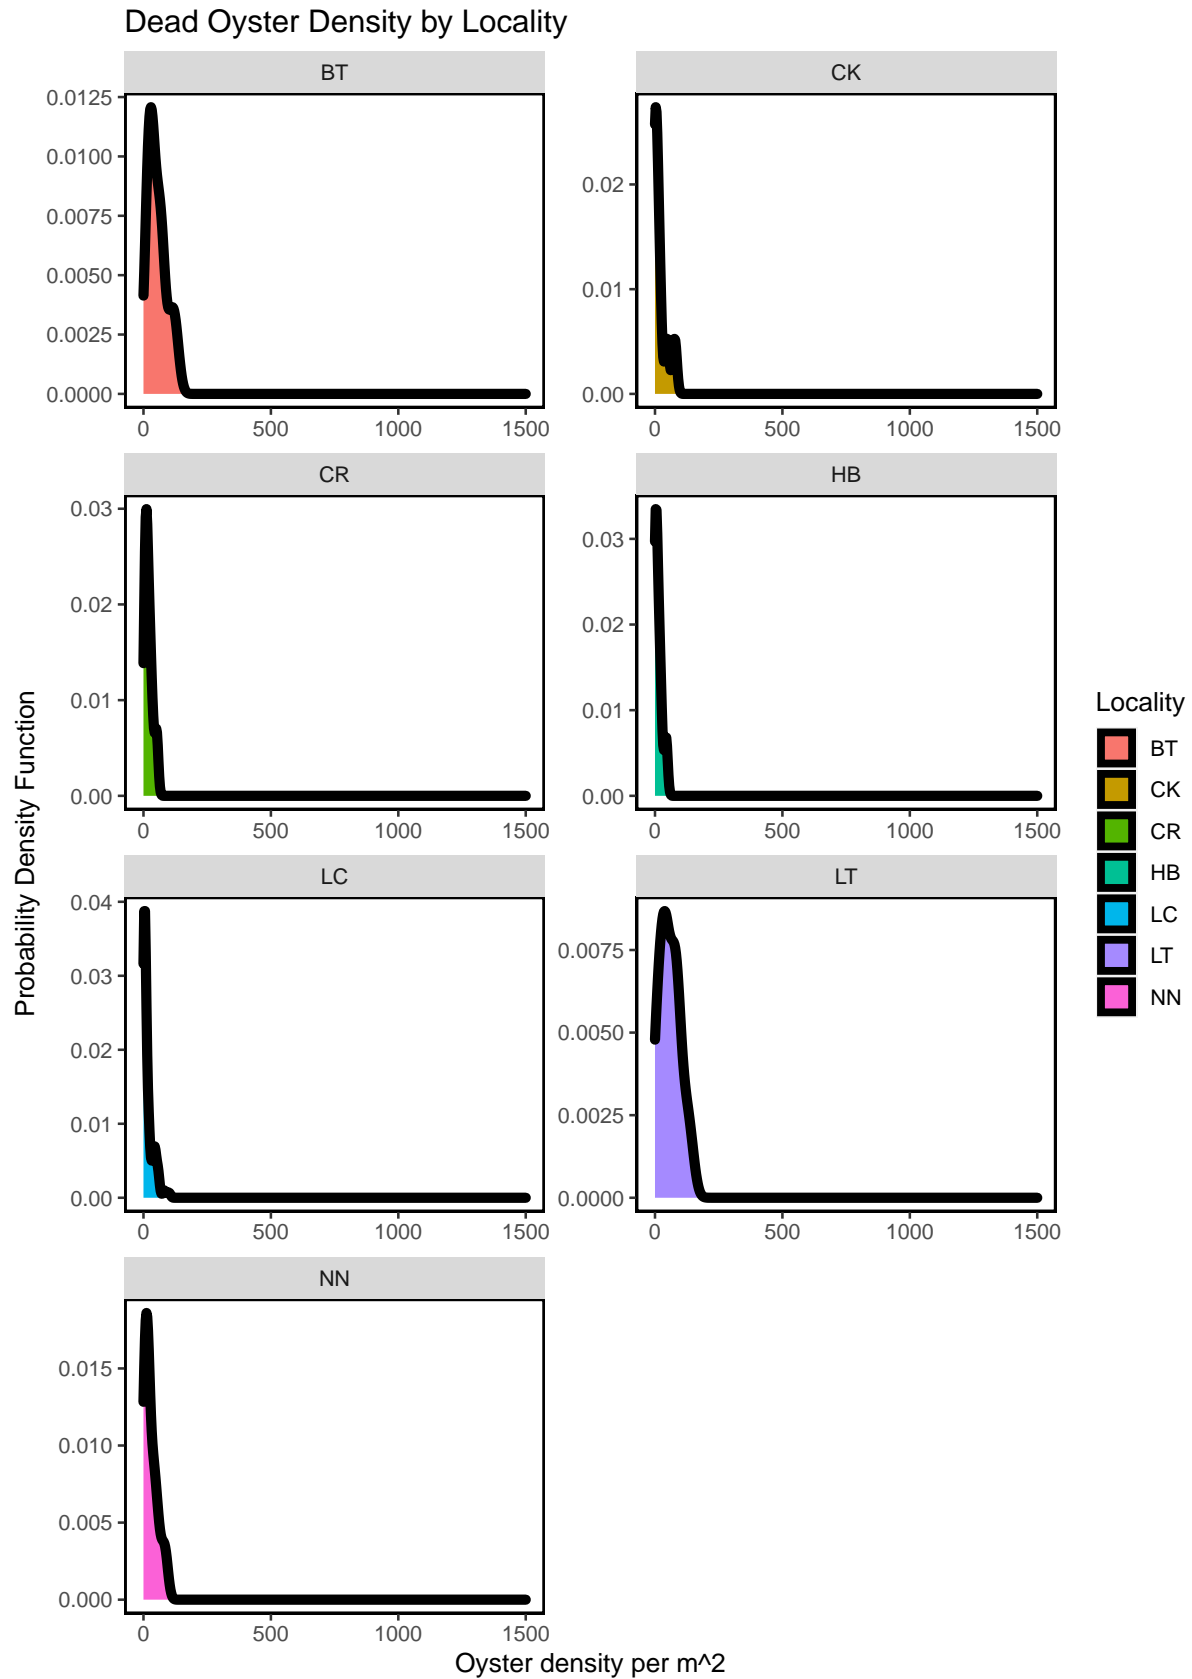 Dead Oyster Density by Locality
BT
CK
0.0125
0.0100
0.0075
0.0050
0.0025
0.0000
0.02
0.01
0.00
0 500 1000 1500
0 500 1000 1500
CR
HB
0.03
0.02
0.01
0.00
0.03
0.02
0.01
0.00
0 500 1000 1500
0 500 1000 1500
LC
LT
0.04
0.03
0.02
0.01
0.00
0.0075
0.0050
0.0025
0.0000
0 500 1000 1500
0 500 1000 1500
NN
0.015
0.010
0.005
0.000
0 500 1000 1500
Oyster density per m^2
Probability Density Function
Locality
BT
CK
CR
HB
LC
LT
NN